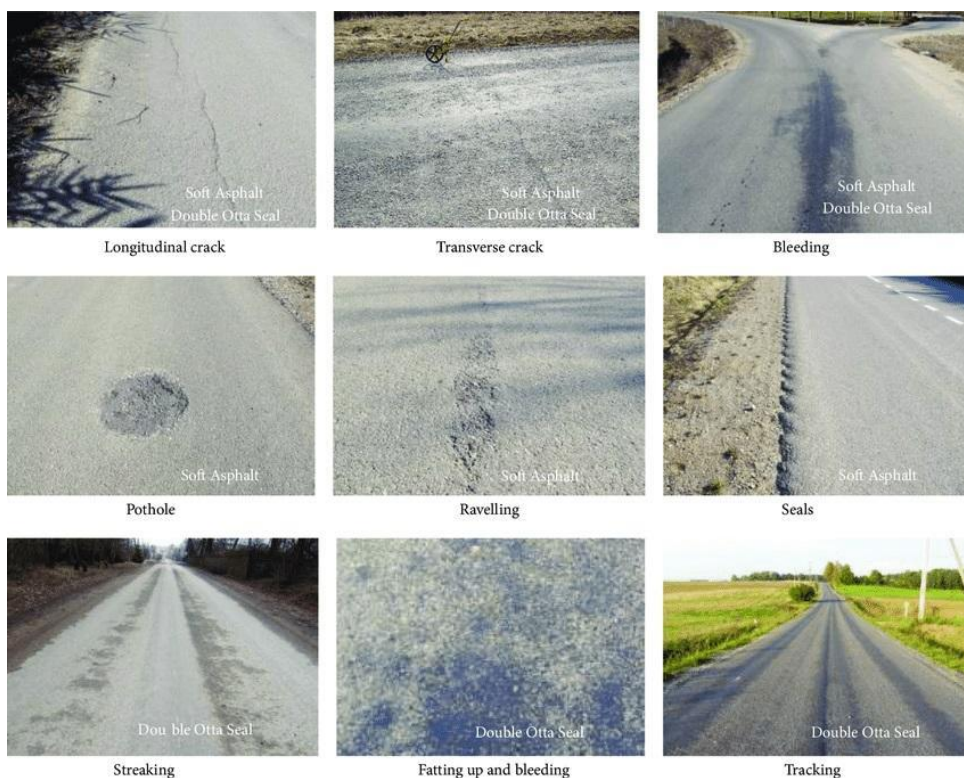 Soft Asphalt
Double Otta Seal
Longitudinal crack
Soft Asphalt
Double Otta Seal
Transverse crack
Soft Asphalt
Double Otta Seal
Bleeding
Soft Asphalt
Pothole
Soft Asphalt
Ravelling
Soft Asphalt
Seals
Dou ble Otta Seal
Streaking
Double Otta Seal
Fatting up and bleeding
Double Otta Seal
Tracking